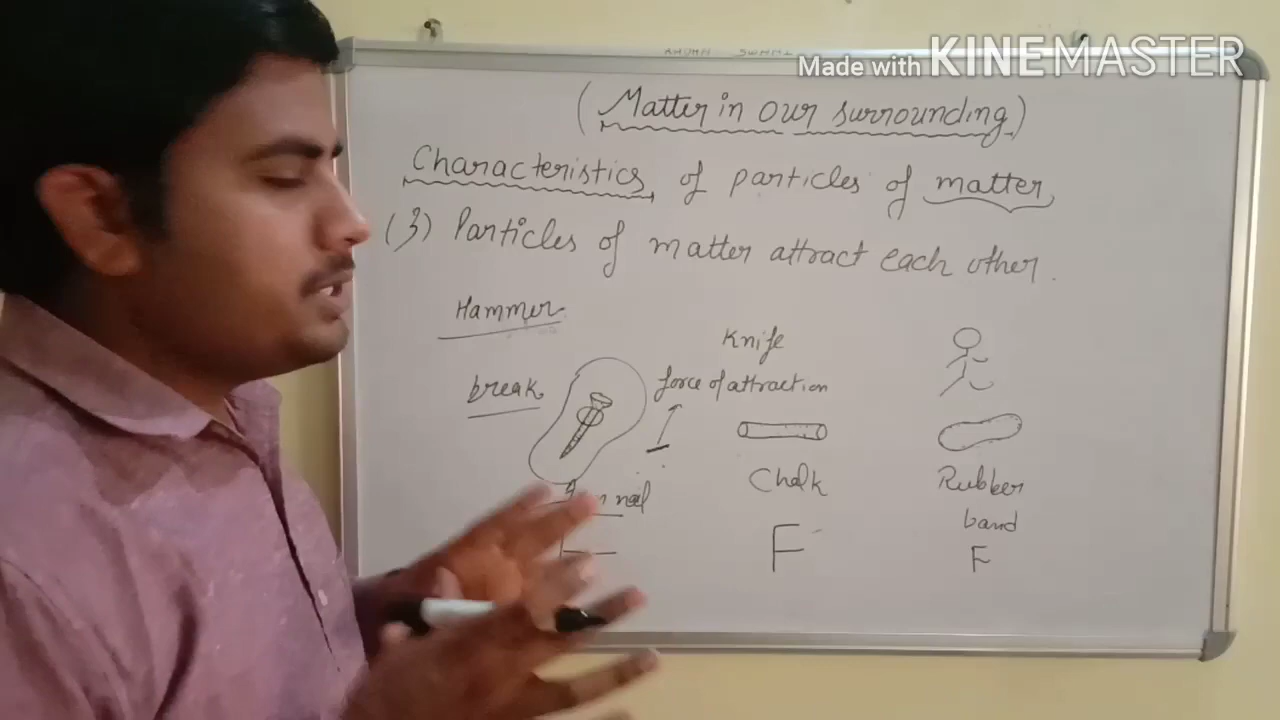 Made with KINEMASTER
(Matter in our surrounding)
Characteristics of particles of matter
(3) Particles of matter attract each other.
Hammer
Knife
break
force of attraction
nail
Chalk
Rubber
band
F
F